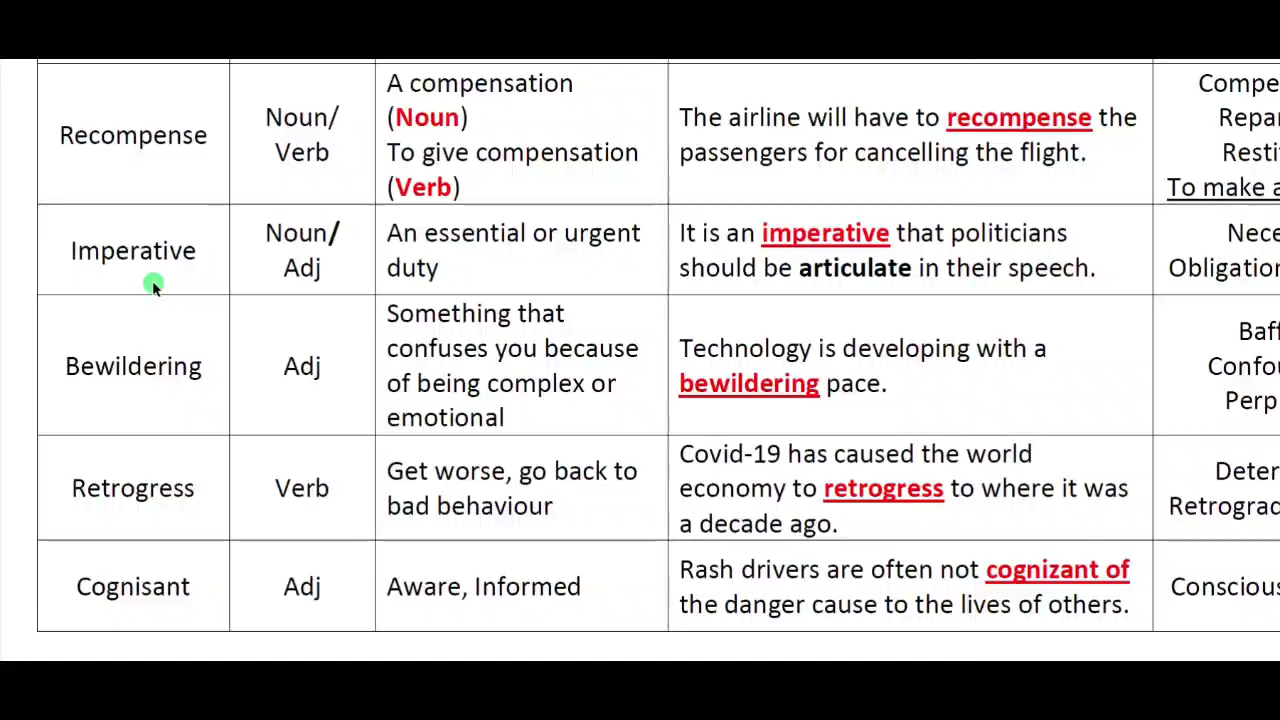 Recompense
Noun/
Verb
A compensation
(Noun)
To give compensation
(Verb)
The airline will have to recompense the
passengers for cancelling the flight.
To make
Imperative
Noun/
Adj
An essential or urgent
duty
It is an imperative that politicians
should be articulate in their speech.
Obligation
Bewildering
Adj
Something that
confuses you because
of being complex or
emotional
Technology is developing with a
bewildering pace.
Retrogress
Verb
Get worse, go back to
bad behaviour
Covid-19 has caused the world
economy to retrogress to where it was
a decade ago.
Cognisant
Adj
Aware, Informed
Rash drivers are often not cognizant of
the danger cause to the lives of others.
Conscious